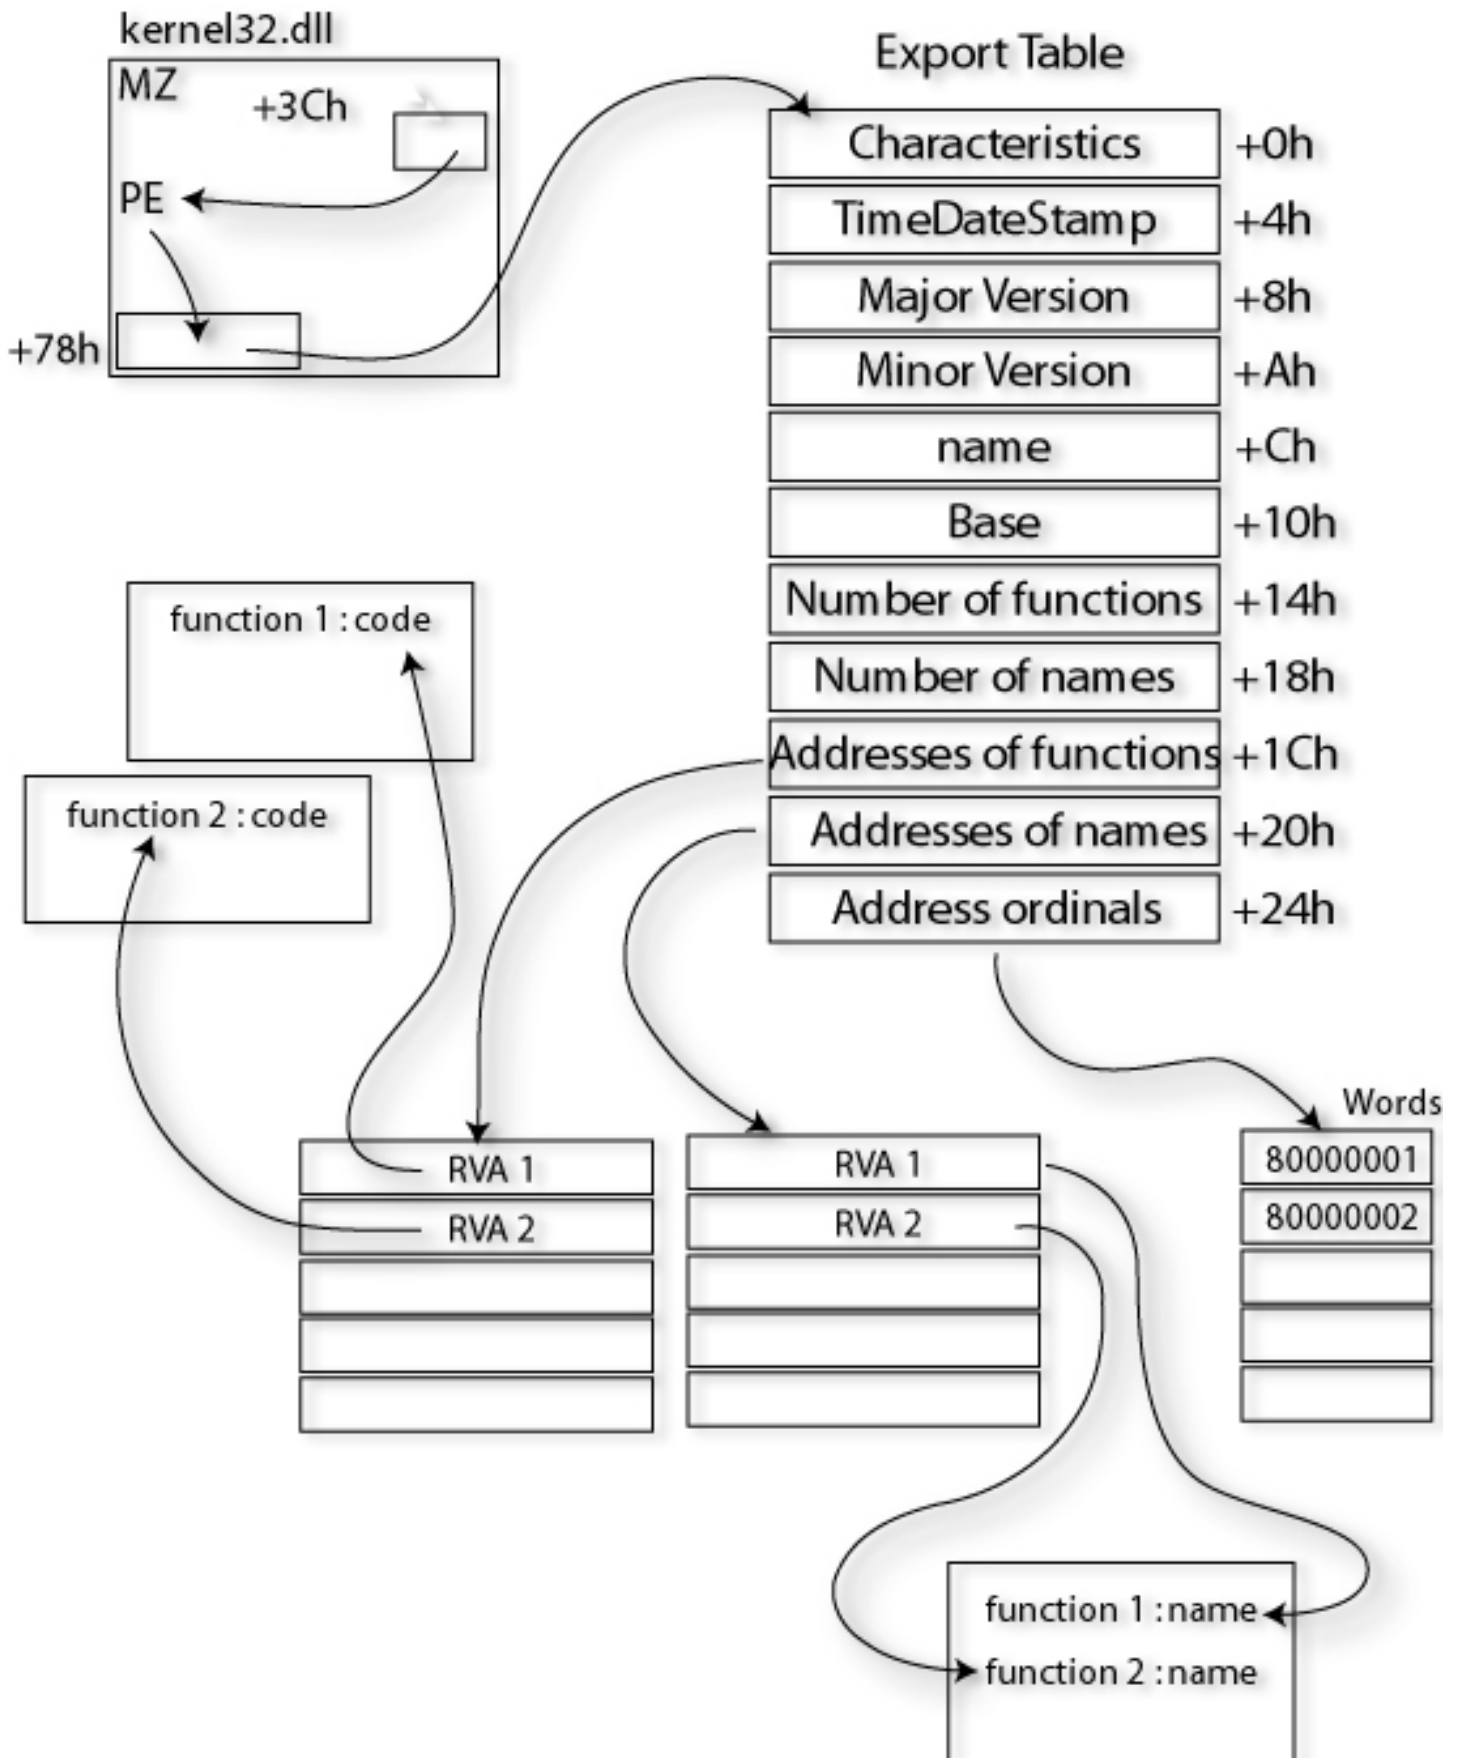 kernel32.dll
MZ
+3Ch
PE
+78h
Export Table
Characteristics +0h
TimeDateStamp +4h
Major Version +8h
Minor Version +Ah
name +Ch
Base +10h
Number of functions +14h
Number of names +18h
Addresses of functions +1Ch
Addresses of names +20h
Address ordinals +24h
function 1 : code
function 2 : code
RVA 1
RVA 2
RVA 1
RVA 2
Words
80000001
80000002
function 1 : name
function 2 : name